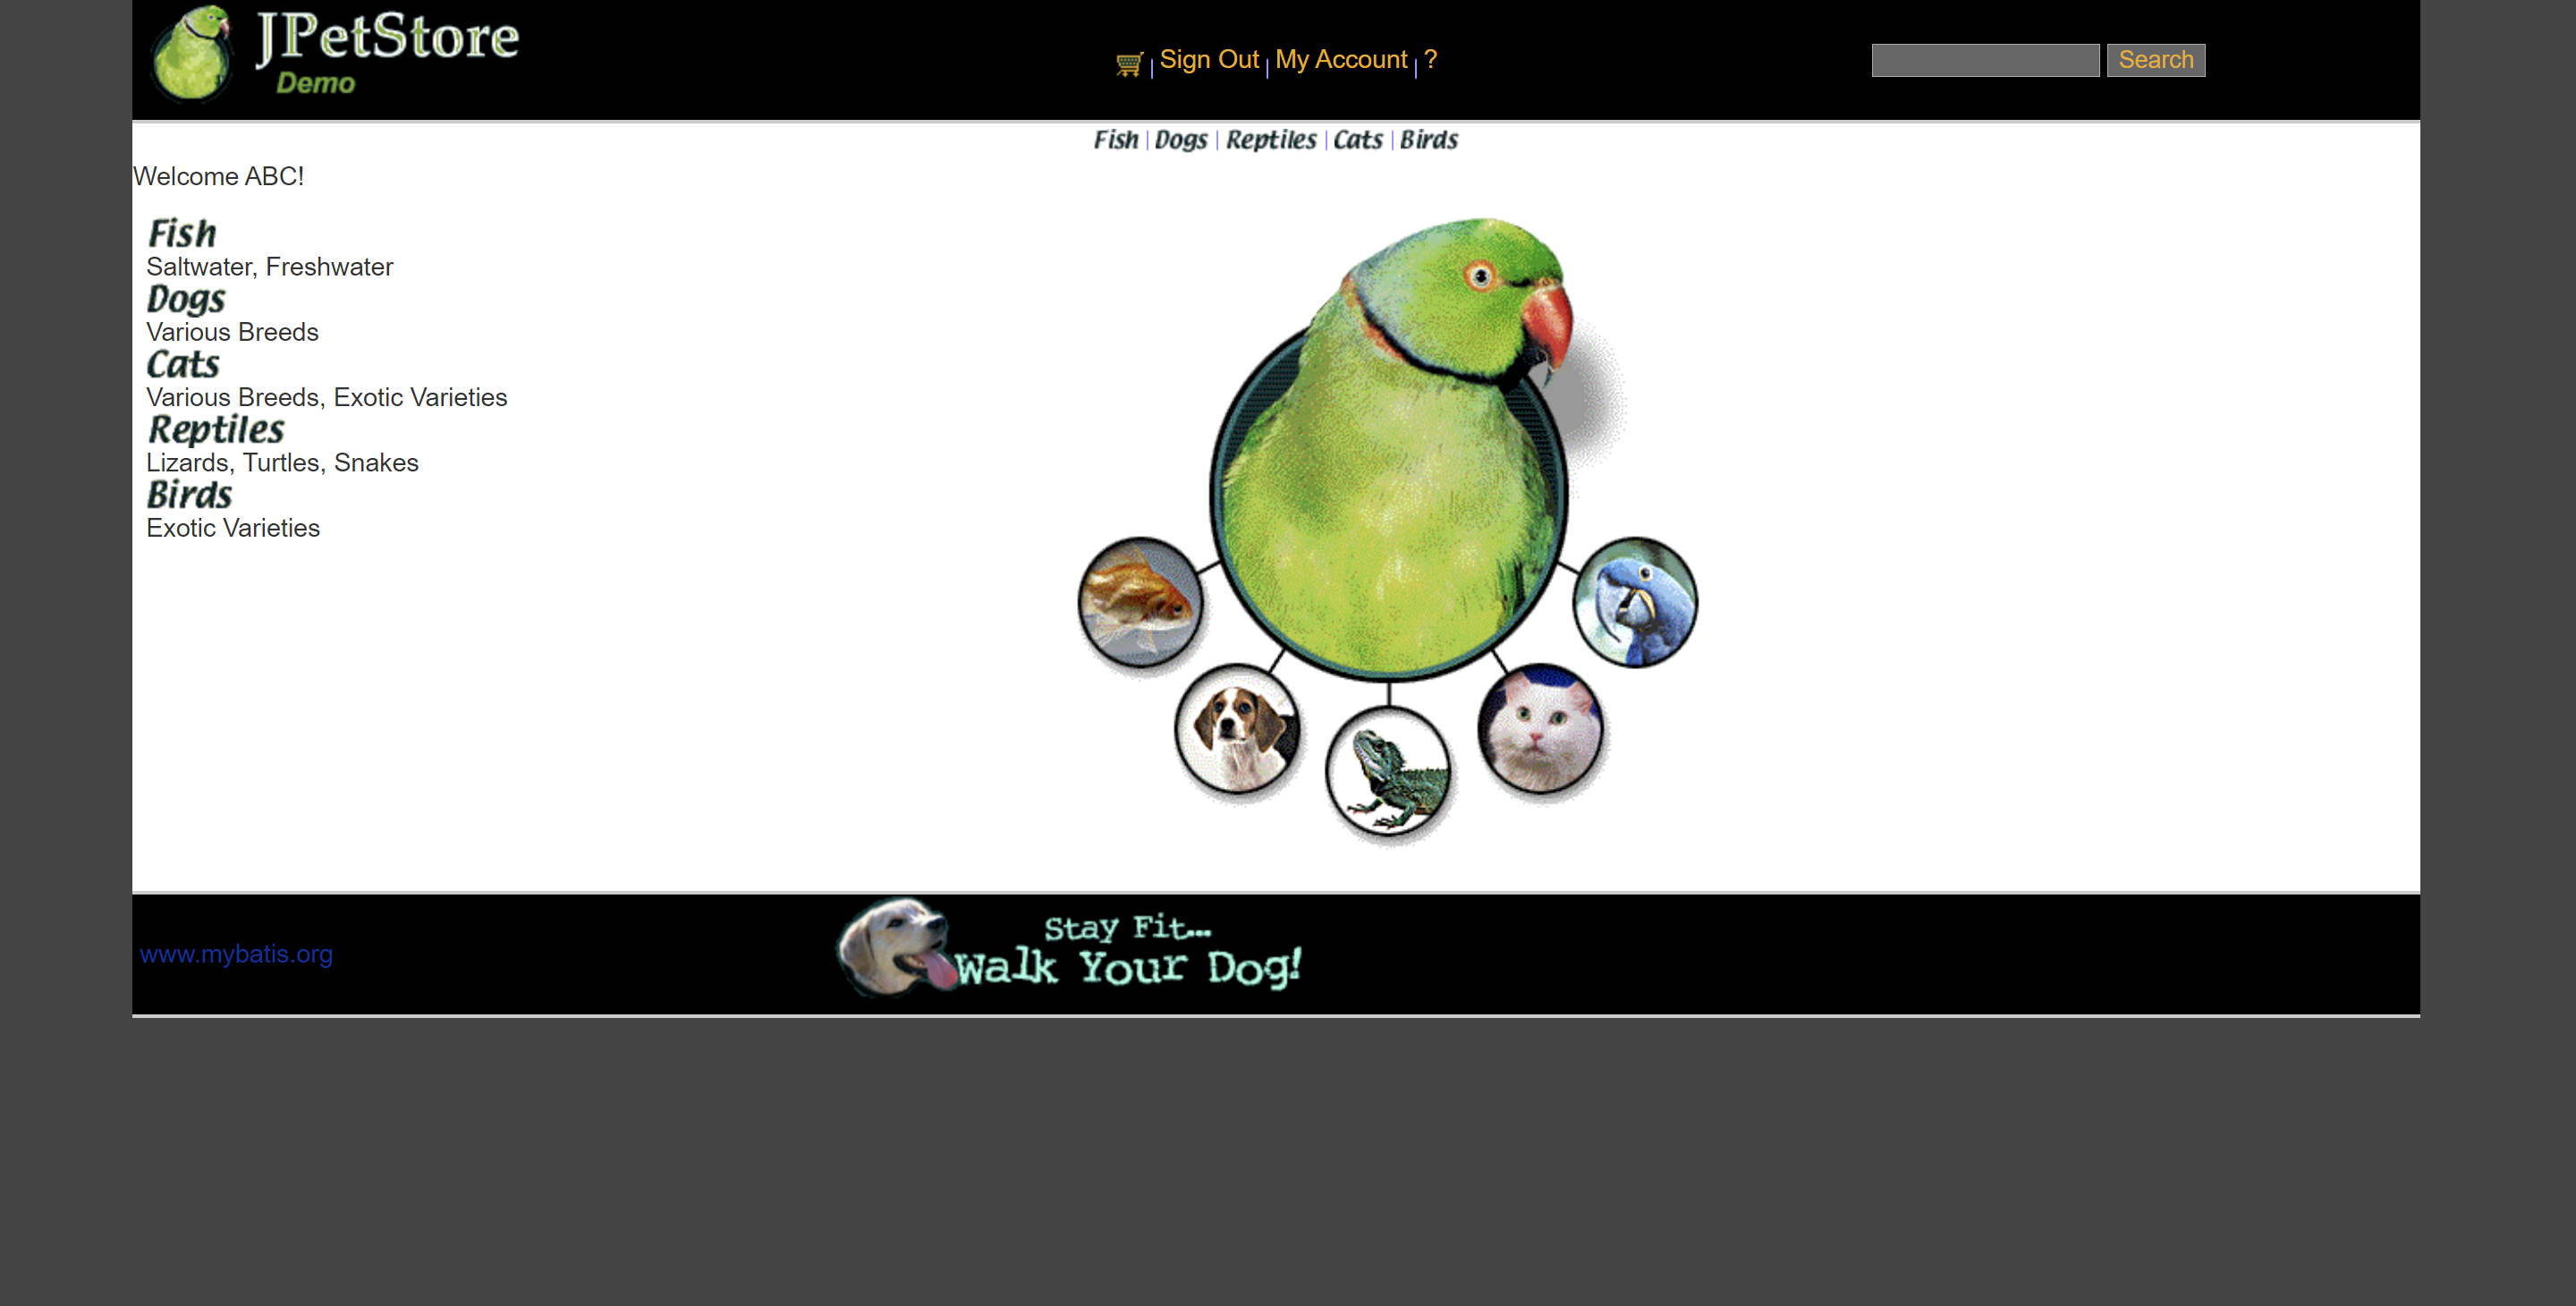 JPetStore
Demo
Sign Out | My Account | ?
Search
Fish | Dogs | Reptiles | Cats | Birds
Welcome ABC!
Fish
Saltwater, Freshwater
Dogs
Various Breeds
Cats
Various Breeds, Exotic Varieties
Reptiles
Lizards, Turtles, Snakes
Birds
Exotic Varieties
www.mybatis.org
Stay Fit...
Walk Your Dog!